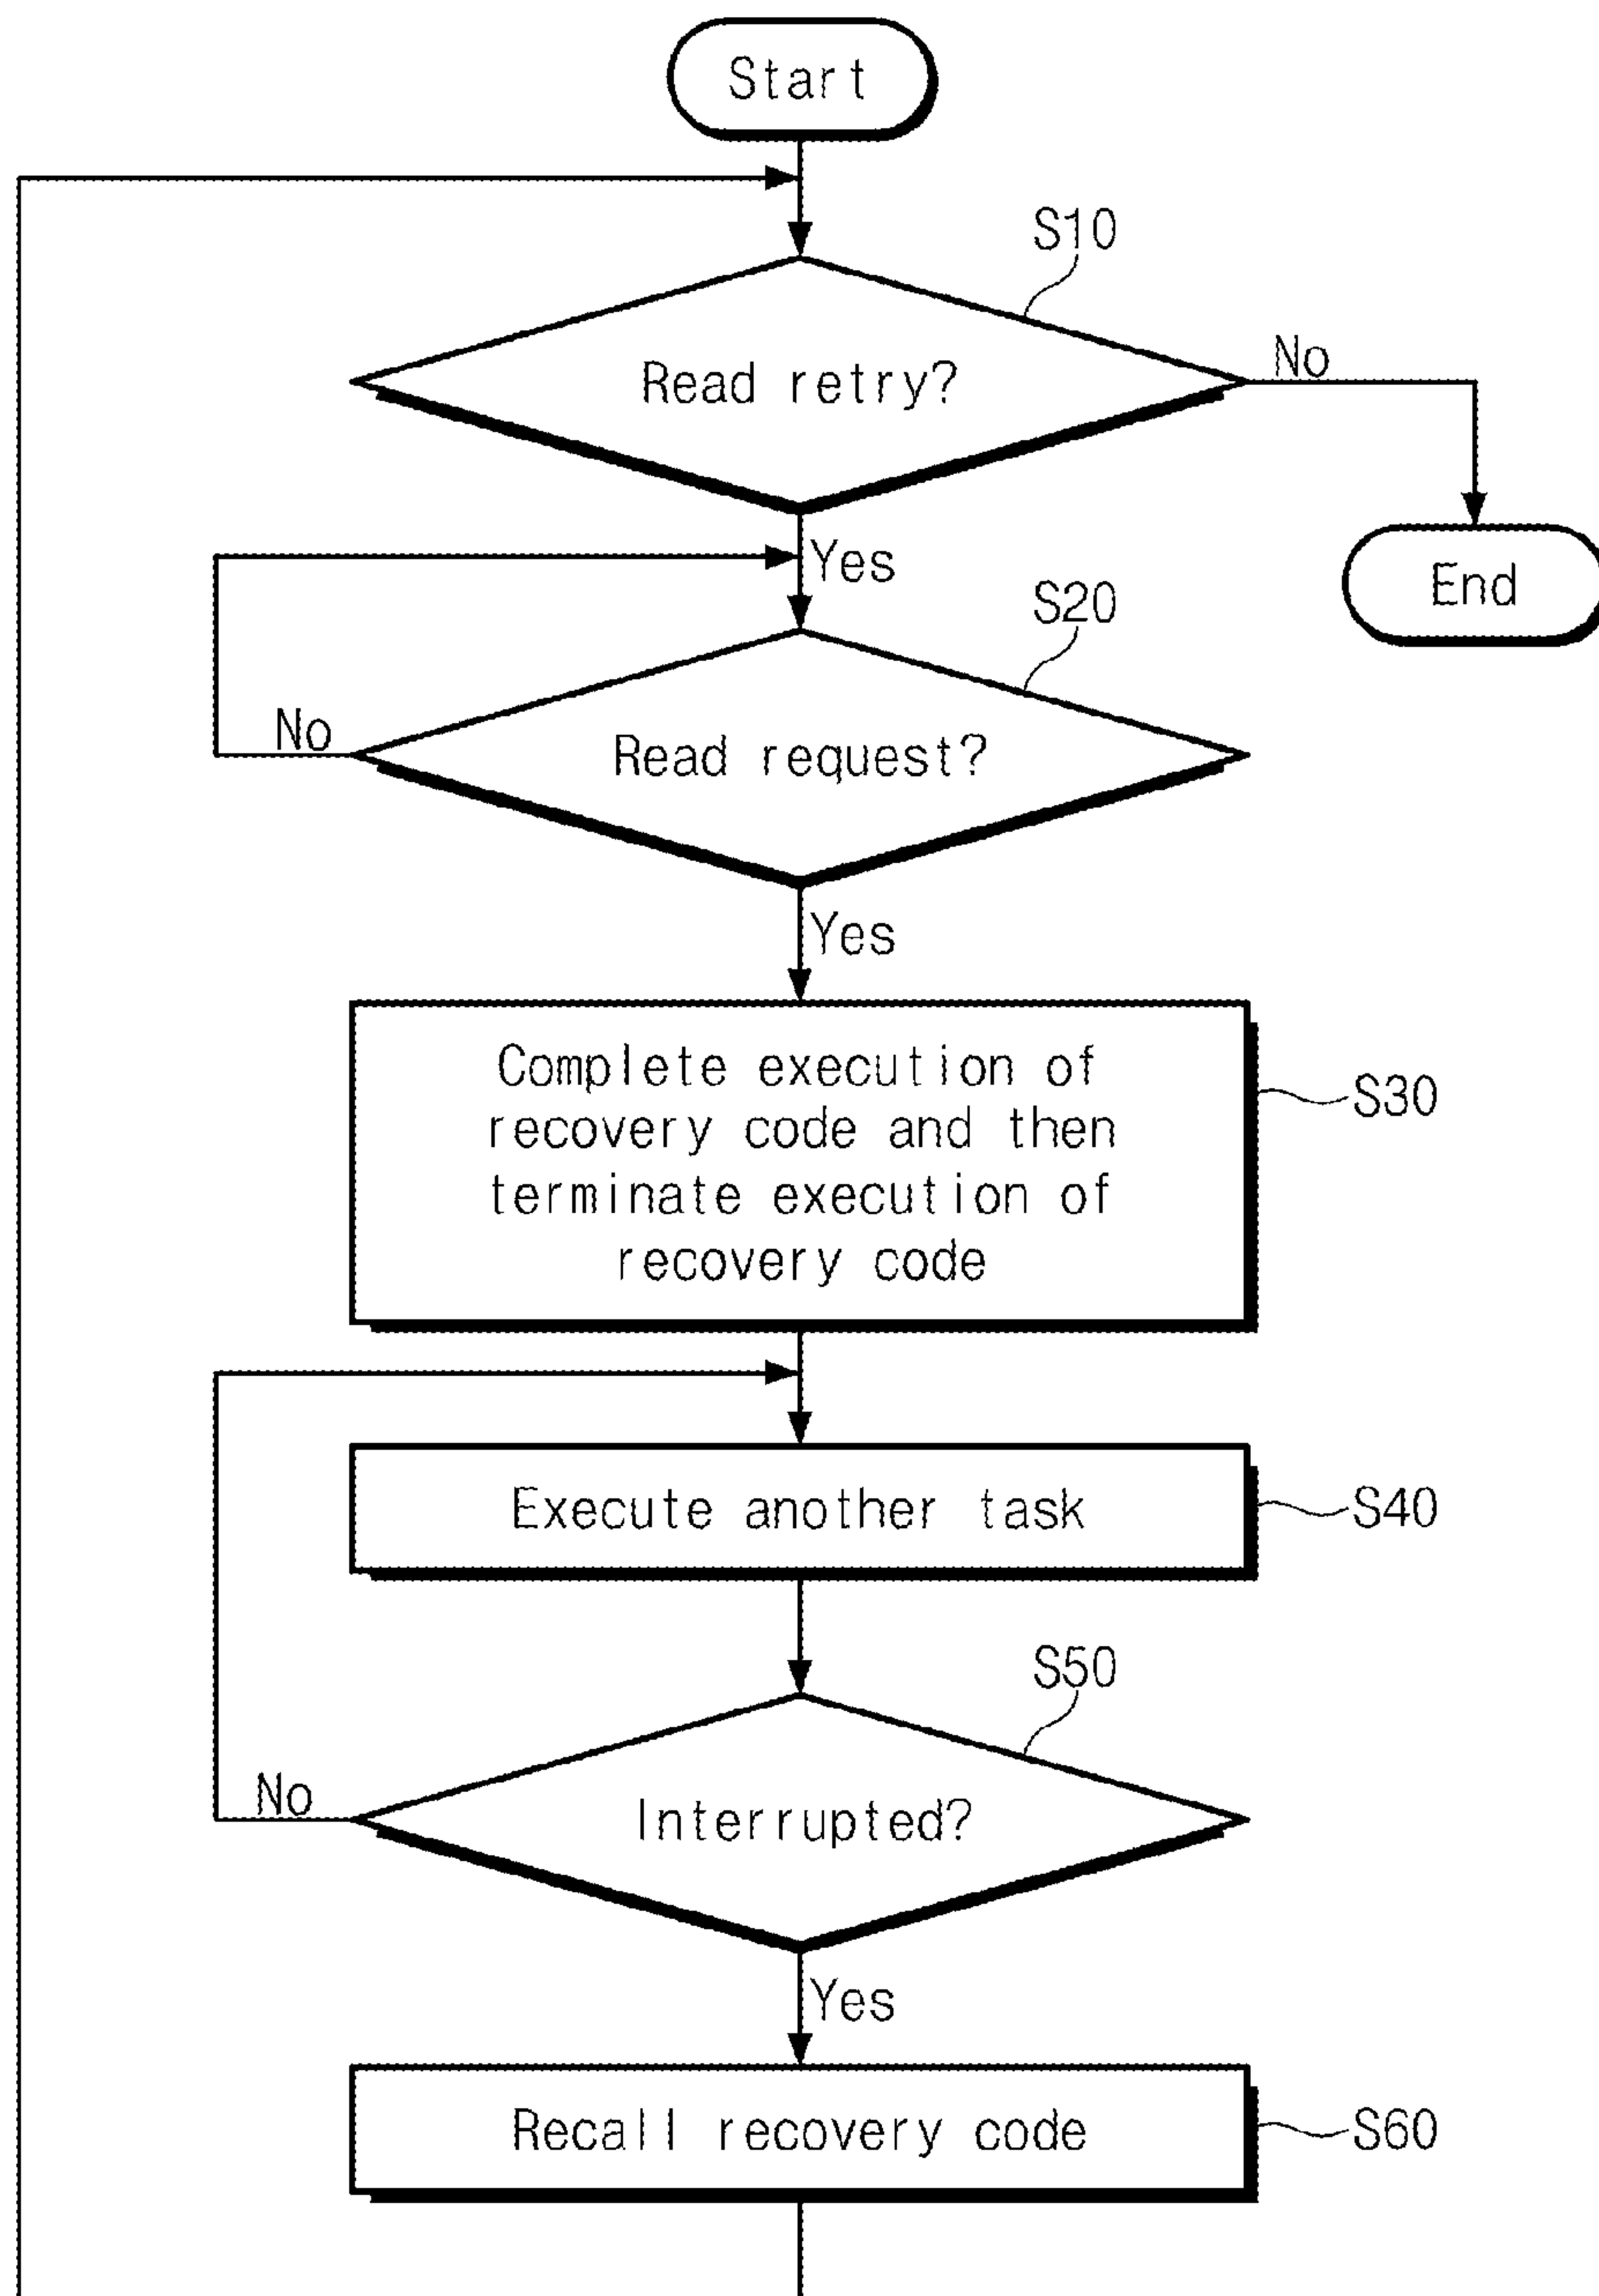 Start
S10
Read retry?
No
Yes
End
S20
No
Read request?
Yes
Complete execution of
recovery code and then
terminate execution of
recovery code
S30
Execute another task
S40
S50
No
Interrupted?
Yes
Recall recovery code
S60